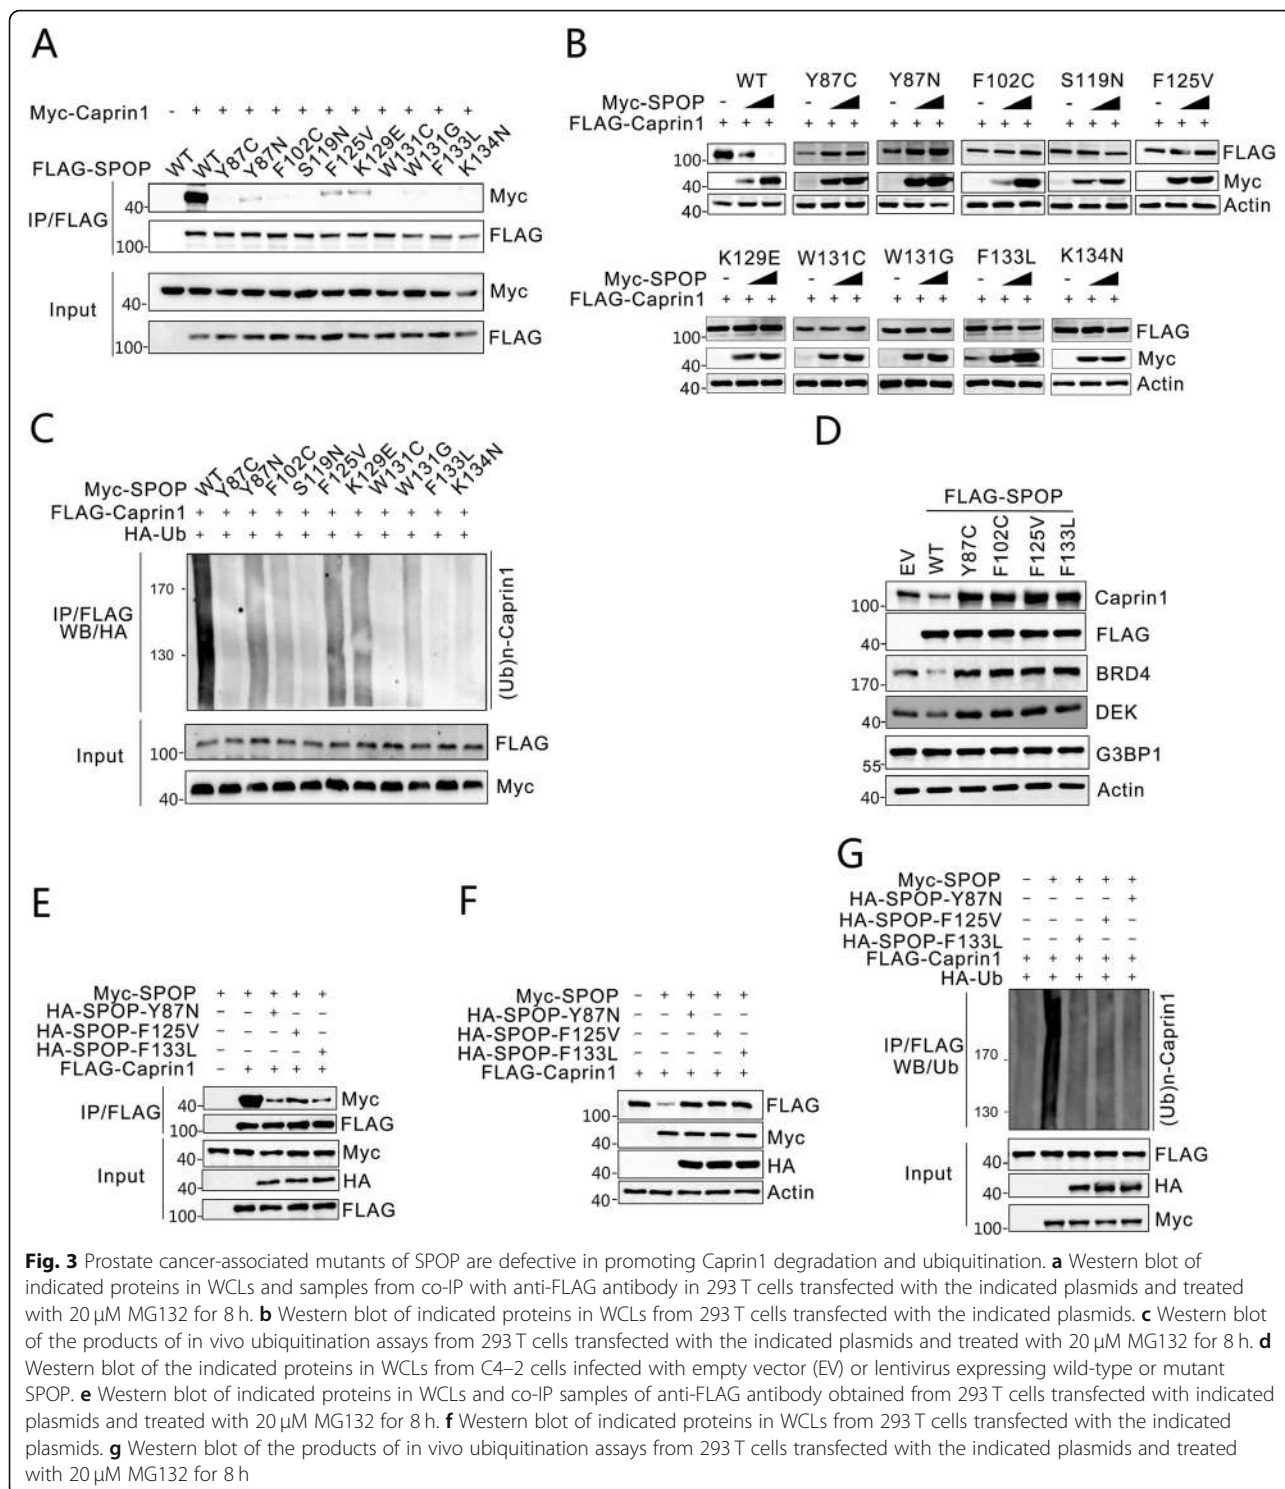 A
Myc-Caprin1 - + + + + + + + + + + +
FLAG-SPOP WT WT Y87C Y87N F102C S119N F125V K129E W131C W131G F133L K134N
IP/FLAG
40- Myc
100- FLAG
Input
40- Myc
100- FLAG
B
WT Y87C Y87N F102C S119N F125V
Myc-SPOP - - - - - -
FLAG-Caprin1 + + + + + + + + + + + + + + + + + +
100- FLAG
40- Myc
40- Actin
K129E W131C W131G F133L K134N
Myc-SPOP - - - - -
FLAG-Caprin1 + + + + + + + + + + + + + + +
100- FLAG
40- Myc
40- Actin
C
Myc-SPOP WT Y87C Y87N F102C S119N F125V K129E W131C W131G F133L K134N
FLAG-Caprin1 + + + + + + + + + + +
HA-Ub + + + + + + + + + + +
IP/FLAG
WB/HA
170 -
130 -
(Ub)n-Caprin1
Input
100- FLAG
40- Myc
D
FLAG-SPOP
EV WT Y87C F102C F125V F133L
100- Caprin1
40- FLAG
170- BRD4
40- DEK
55- G3BP1
40- Actin
E
Myc-SPOP + + + + +
HA-SPOP-Y87N - - + - -
HA-SPOP-F125V - - - + -
HA-SPOP-F133L - - - - +
FLAG-Caprin1 - + + + +
IP/FLAG
40- Myc
100- FLAG
Input
40- Myc
40- HA
100- FLAG
F
Myc-SPOP - + + + +
HA-SPOP-Y87N - - + - -
HA-SPOP-F125V - - - + -
HA-SPOP-F133L - - - - +
FLAG-Caprin1 + + + + +
100- FLAG
40- Myc
40- HA
40- Actin
G
Myc-SPOP - + + + +
HA-SPOP-Y87N - - - - +
HA-SPOP-F125V - - - + -
HA-SPOP-F133L - - + - -
FLAG-Caprin1 + + + + +
HA-Ub + + + + +
IP/FLAG
WB/Ub
170 -
130 -
(Ub)n-Caprin1
Input
40- FLAG
40- HA
100- Myc
Fig. 3 Prostate cancer-associated mutants of SPOP are defective in promoting Caprin1 degradation and ubiquitination. a Western blot of
indicated proteins in WCLs and samples from co-IP with anti-FLAG antibody in 293 T cells transfected with the indicated plasmids and treated
with 20 μM MG132 for 8 h. b Western blot of indicated proteins in WCLs from 293 T cells transfected with the indicated plasmids. c Western blot
of the products of in vivo ubiquitination assays from 293 T cells transfected with the indicated plasmids and treated with 20 μM MG132 for 8 h. d
Western blot of the indicated proteins in WCLs from C4–2 cells infected with empty vector (EV) or lentivirus expressing wild-type or mutant
SPOP. e Western blot of indicated proteins in WCLs and co-IP samples of anti-FLAG antibody obtained from 293 T cells transfected with indicated
plasmids and treated with 20 μM MG132 for 8 h. f Western blot of indicated proteins in WCLs from 293 T cells transfected with the indicated
plasmids. g Western blot of the products of in vivo ubiquitination assays from 293 T cells transfected with the indicated plasmids and treated
with 20 μM MG132 for 8 h